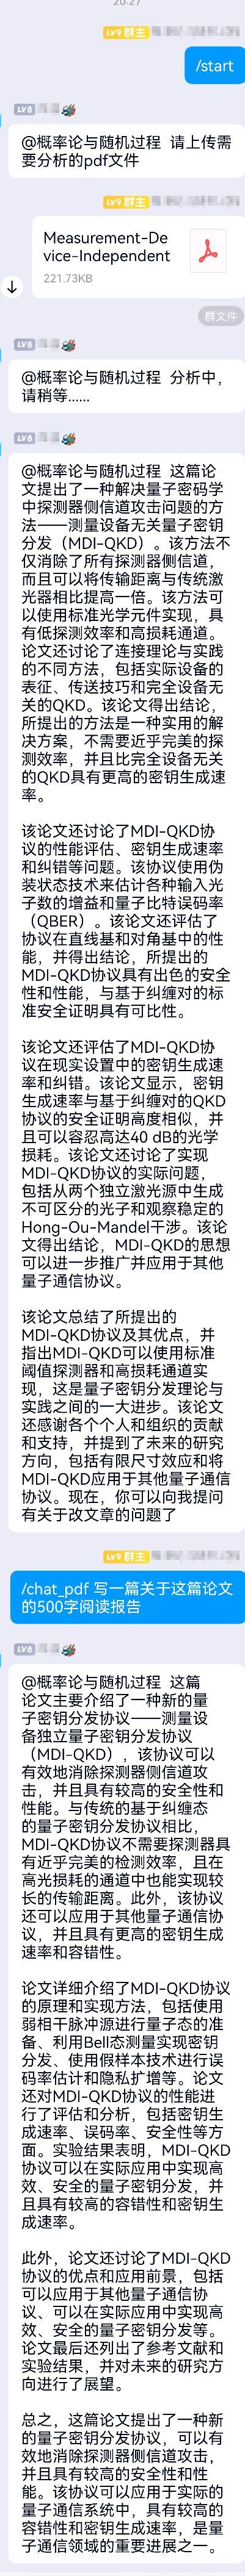 20:27
LV9 群主
/start
LV8
@概率论与随机过程 请上传需
要分析的pdf文件
LV9 群主
Measurement-De
vice-Independent
221.73KB
群文件
LV8
@概率论与随机过程 分析中,
请稍等......
LV8
@概率论与随机过程 这篇论
文提出了一种解决量子密码学
中探测器侧信道攻击问题的方
法——测量设备无关量子密钥
分发（MDI-QKD）。该方法不
仅消除了所有探测器侧信道，
而且可以将传输距离与传统激
光器相比提高一倍。该方法可
以使用标准光学元件实现，具
有低探测效率和高损耗通道。
论文还讨论了连接理论与实践
的不同方法，包括实际设备的
表征、传送技巧和完全设备无
关的QKD。该论文得出结论，
所提出的方法是一种实用的解
决方案，不需要近乎完美的探
测效率，并且比完全设备无关
的QKD具有更高的密钥生成速
率。
该论文还讨论了MDI-QKD协
议的性能评估、密钥生成速率
和纠错等问题。该协议使用伪
装状态技术来估计各种输入光
子数的增益和量子比特误码率
（QBER）。该论文还评估了
协议在直线基和对角基中的性
能，并得出结论，所提出的
MDI-QKD协议具有出色的安全
性和性能，与基于纠缠对的标
准安全证明具有可比性。
该论文还评估了MDI-QKD协
议在现实设置中的密钥生成速
率和纠错。该论文显示，密钥
生成速率与基于纠缠对的QKD
协议的安全证明高度相似，并
且可以容忍高达40 dB的光学
损耗。该论文还讨论了实现
MDI-QKD协议的实际问题，
包括从两个独立激光源中生成
不可区分的光子和观察稳定的
Hong-Ou-Mandel干涉。该论
文得出结论，MDI-QKD的思想
可以进一步推广并应用于其他
量子通信协议。
该论文总结了所提出的
MDI-QKD协议及其优点，并
指出MDI-QKD可以使用标准
阈值探测器和高损耗通道实
现，这是量子密钥分发理论与
实践之间的一大进步。该论文
还感谢各个个人和组织的贡献
和支持，并提到了未来的研究
方向，包括有限尺寸效应和将
MDI-QKD应用于其他量子通信
协议。现在，你可以向我提问
有关于改文章的问题了
LV9 群主
/chat_pdf 写一篇关于这篇论文
的500字阅读报告
LV8
@概率论与随机过程 这篇
论文主要介绍了一种新的量
子密钥分发协议——测量设
备独立量子密钥分发协议
（MDI-QKD），该协议可以
有效地消除探测器侧信道攻
击，并且具有较高的安全性和
性能。与传统的基于纠缠态
的量子密钥分发协议相比，
MDI-QKD协议不需要探测器具
有近乎完美的检测效率，且在
高光损耗的通道中也能实现较
长的传输距离。此外，该协议
还可以应用于其他量子通信协
议，并且具有更高的密钥生成
速率和容错性。
论文详细介绍了MDI-QKD协议
的原理和实现方法，包括使用
弱相干脉冲源进行量子态的准
备、利用Bell态测量实现密钥
分发、使用假样本技术进行误
码率估计和隐私扩增等。论文
还对MDI-QKD协议的性能进
行了评估和分析，包括密钥生
成速率、误码率、安全性等方
面。实验结果表明，MDI-QKD
协议可以在实际应用中实现高
效、安全的量子密钥分发，并
且具有较高的容错性和密钥生
成速率。
此外，论文还讨论了MDI-QKD
协议的优点和应用前景，包括
可以应用于其他量子通信协
议、可以在实际应用中实现高
效、安全的量子密钥分发等。
论文最后还列出了参考文献和
实验结果，并对未来的研究方
向进行了展望。
总之，这篇论文提出了一种新
的量子密钥分发协议，可以有
效地消除探测器侧信道攻击，
并且具有较高的安全性和性
能。该协议可以应用于实际的
量子通信系统中，具有较高的
容错性和密钥生成速率，是量
子通信领域的重要进展之一。